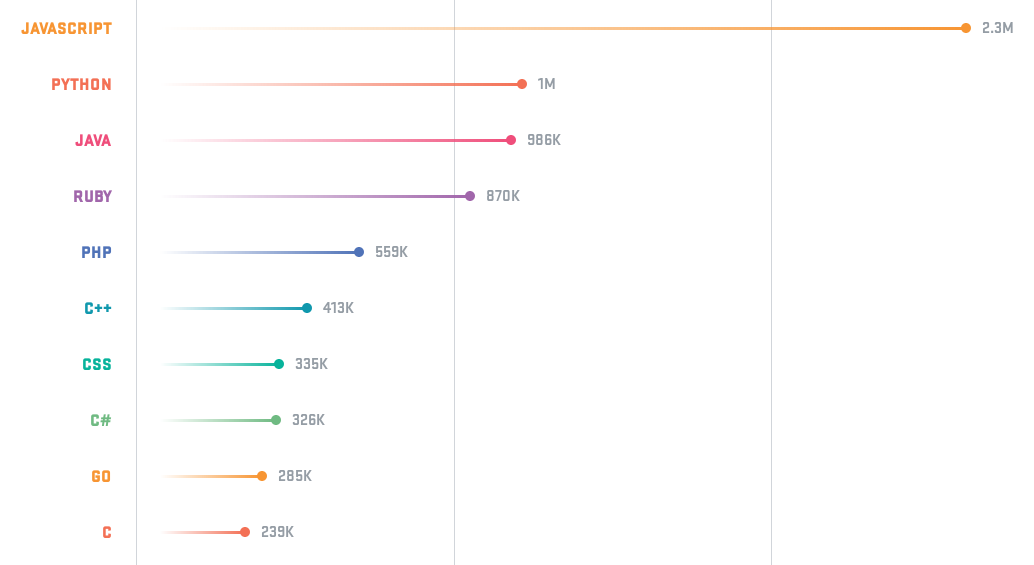 JAVASCRIPT 2.3M
PYTHON 1M
JAVA 986K
RUBY 870K
PHP 559K
C++ 413K
CSS 335K
C# 326K
GO 285K
C 239K